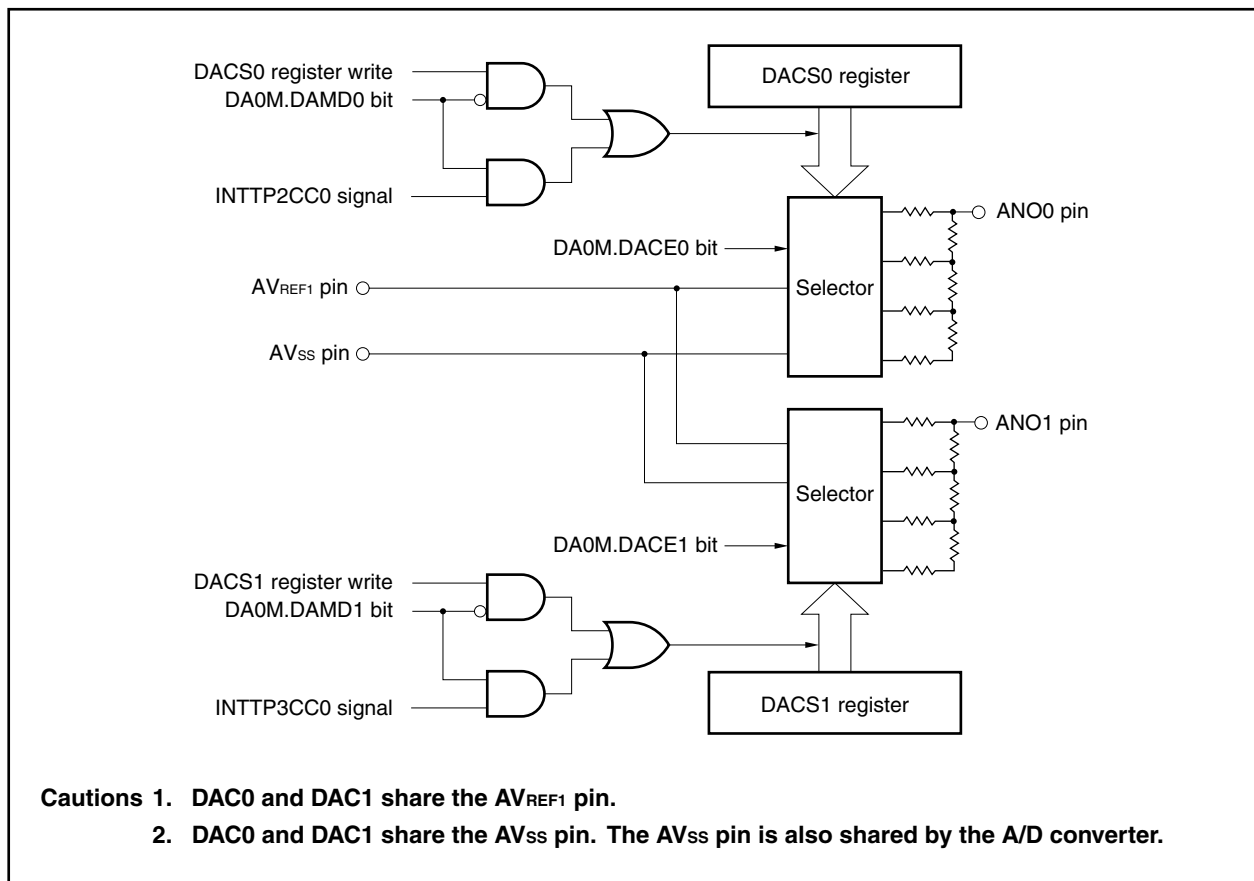 DACS0 register write
DA0M.DAMD0 bit
INTTP2CC0 signal
DACS0 register
DA0M.DACE0 bit
Selector
ANO0 pin
AVREF1 pin
AVSS pin
ANO1 pin
Selector
DA0M.DACE1 bit
DACS1 register write
DA0M.DAMD1 bit
INTTP3CC0 signal
DACS1 register
Cautions 1. DAC0 and DAC1 share the AVREF1 pin.
2. DAC0 and DAC1 share the AVSS pin. The AVSS pin is also shared by the A/D converter.